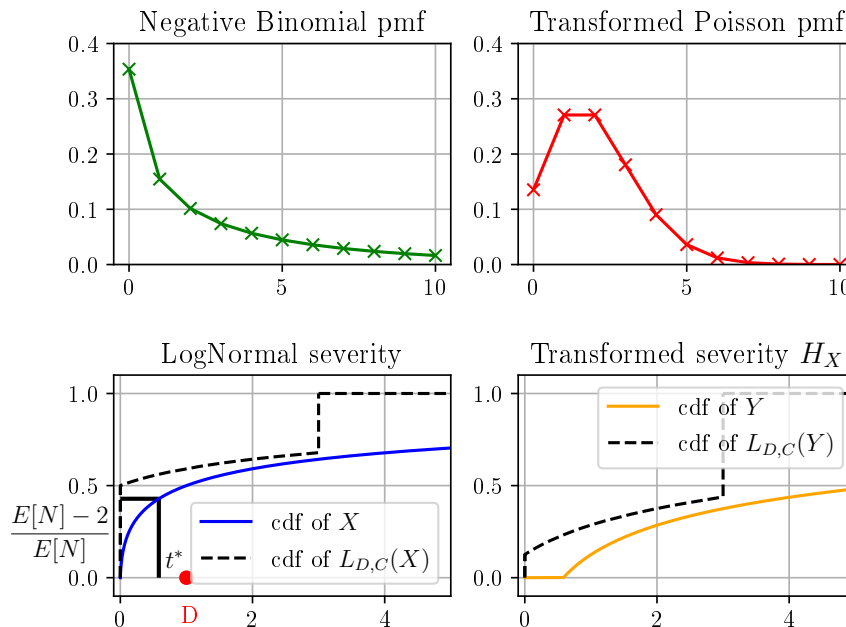 Negative Binomial pmf
Transformed Poisson pmf
0.4
0.3
0.2
0.1
0.0
0
5
10
0.4
0.3
0.2
0.1
0.0
0
5
10
LogNormal severity
Transformed severity $H_X$
1.0
0.5
0.0
$\frac{E[N]-2}{E[N]}$
$t^*$
cdf of $X$
cdf of $L_{D,C}(X)$
0
D
2
4
1.0
0.5
0.0
cdf of $Y$
cdf of $L_{D,C}(Y)$
0
2
4